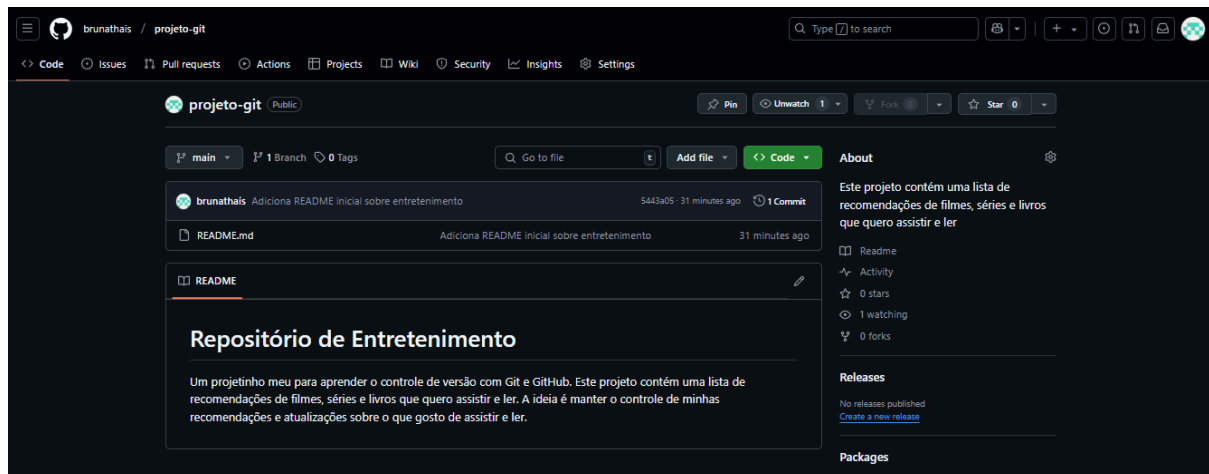 brunathais / projeto-git
Type / to search
Code Issues Pull requests Actions Projects Wiki Security Insights Settings
projeto-git Public
Pin Unwatch 1 Fork 0 Star 0
main 1 Branch 0 Tags Go to file t Add file Code
brunathais Adiciona README inicial sobre entretenimento 5443a05 · 31 minutes ago 1 Commit
README.md Adiciona README inicial sobre entretenimento 31 minutes ago
README
Repositório de Entretenimento
Um projetinho meu para aprender o controle de versão com Git e GitHub. Este projeto contém uma lista de
recomendações de filmes, séries e livros que quero assistir e ler. A ideia é manter o controle de minhas
recomendações e atualizações sobre o que gosto de assistir e ler.
About
Este projeto contém uma lista de
recomendações de filmes, séries e livros
que quero assistir e ler
Readme
Activity
0 stars
1 watching
0 forks
Releases
No releases published
Create a new release
Packages